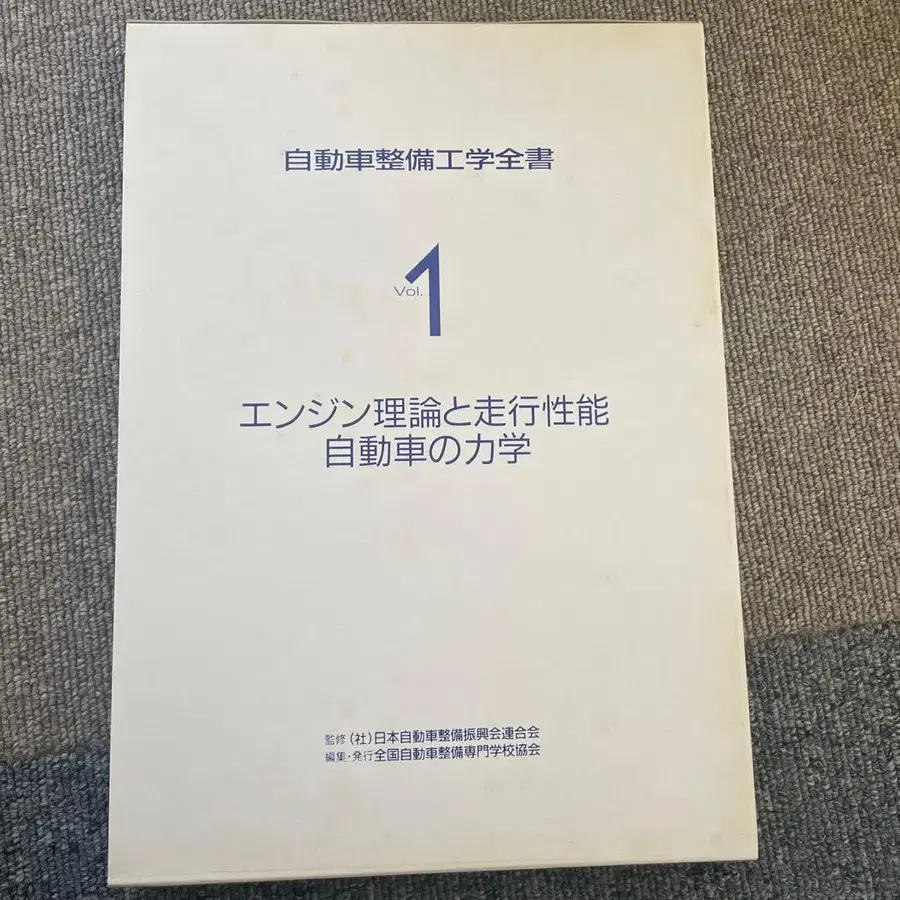 自動車整備工学全書
Vol.1
エンジン理論と走行性能
自動車の力学
監修 (社)日本自動車整備振興会連合会
編集・発行 全国自動車整備専門学校協会